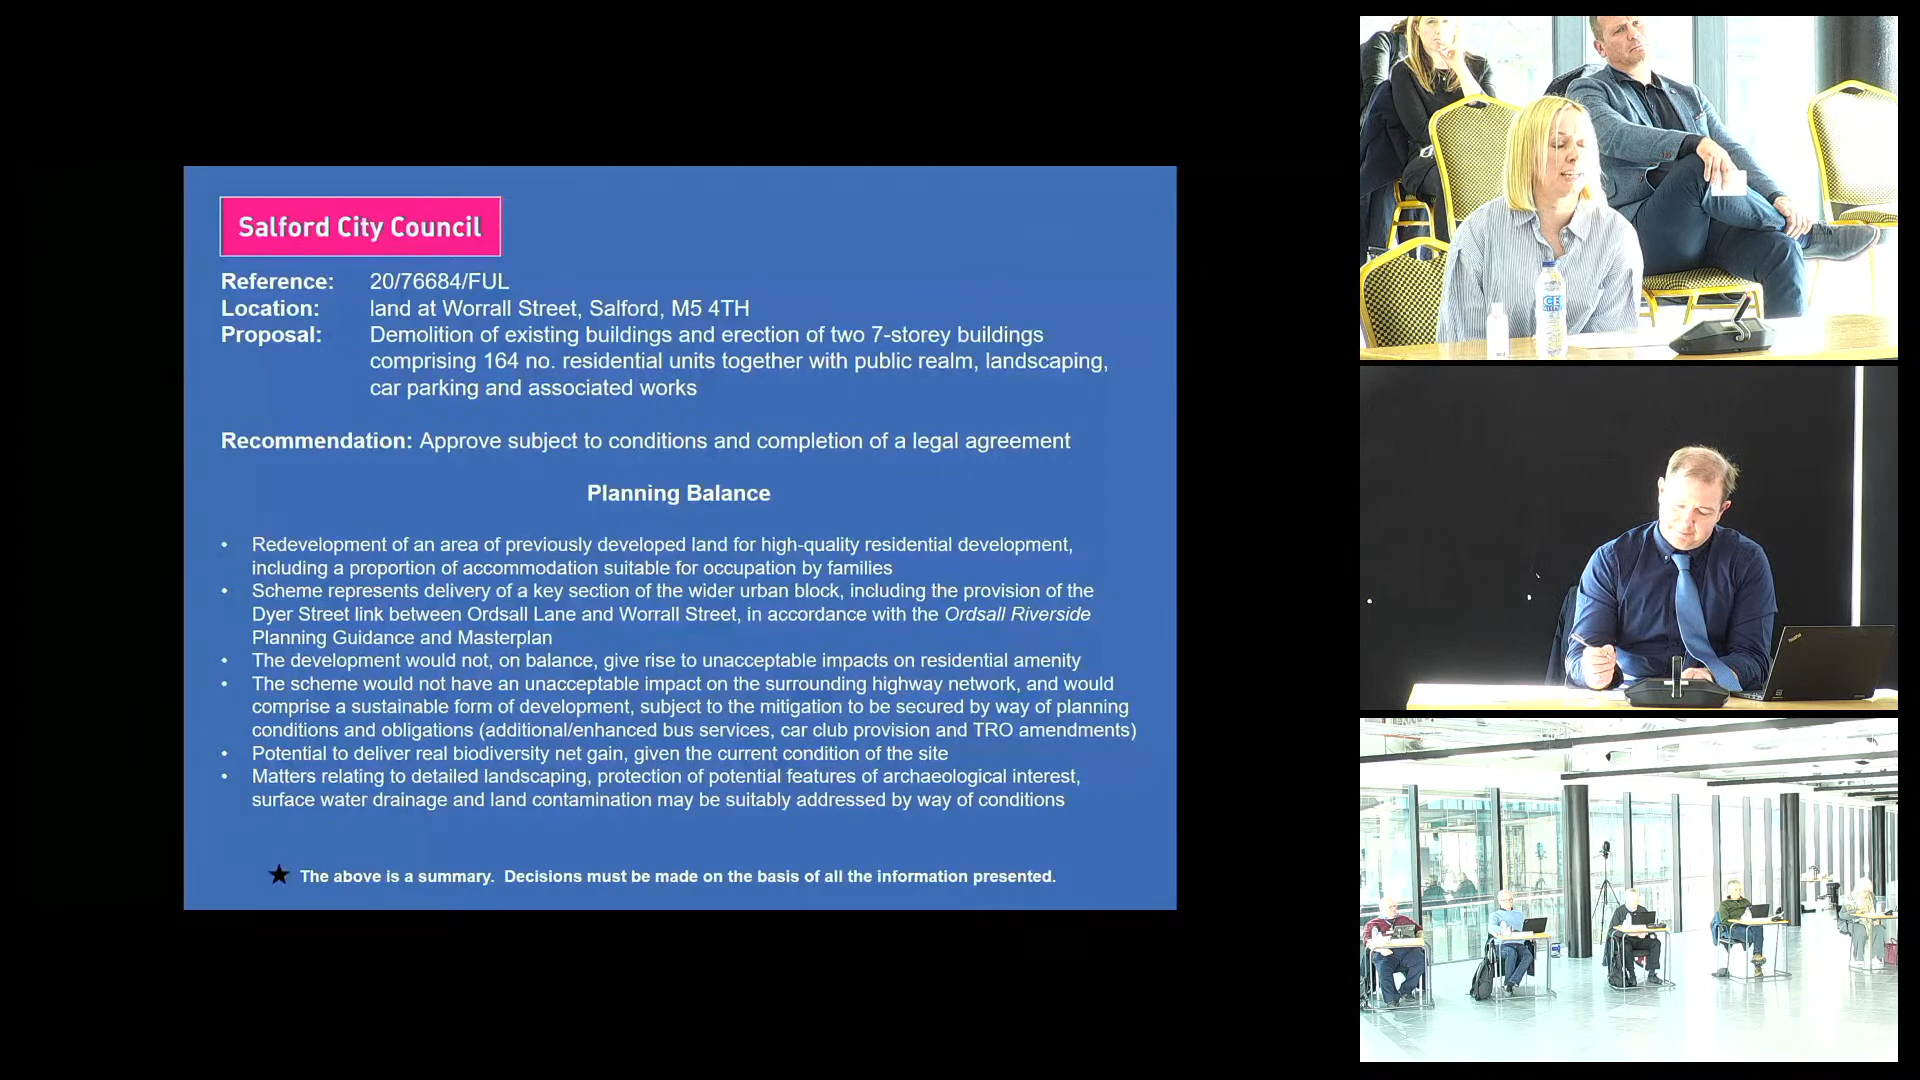 Salford City Council
Reference: 20/76684/FUL
Location: land at Worrall Street, Salford, M5 4TH
Proposal: Demolition of existing buildings and erection of two 7-storey buildings
comprising 164 no. residential units together with public realm, landscaping,
car parking and associated works
Recommendation: Approve subject to conditions and completion of a legal agreement
Planning Balance
• Redevelopment of an area of previously developed land for high-quality residential development,
including a proportion of accommodation suitable for occupation by families
• Scheme represents delivery of a key section of the wider urban block, including the provision of the
Dyer Street link between Ordsall Lane and Worrall Street, in accordance with the Ordsall Riverside
Planning Guidance and Masterplan
• The development would not, on balance, give rise to unacceptable impacts on residential amenity
• The scheme would not have an unacceptable impact on the surrounding highway network, and would
comprise a sustainable form of development, subject to the mitigation to be secured by way of planning
conditions and obligations (additional/enhanced bus services, car club provision and TRO amendments)
• Potential to deliver real biodiversity net gain, given the current condition of the site
• Matters relating to detailed landscaping, protection of potential features of archaeological interest,
surface water drainage and land contamination may be suitably addressed by way of conditions
★ The above is a summary. Decisions must be made on the basis of all the information presented.
ThinkPad